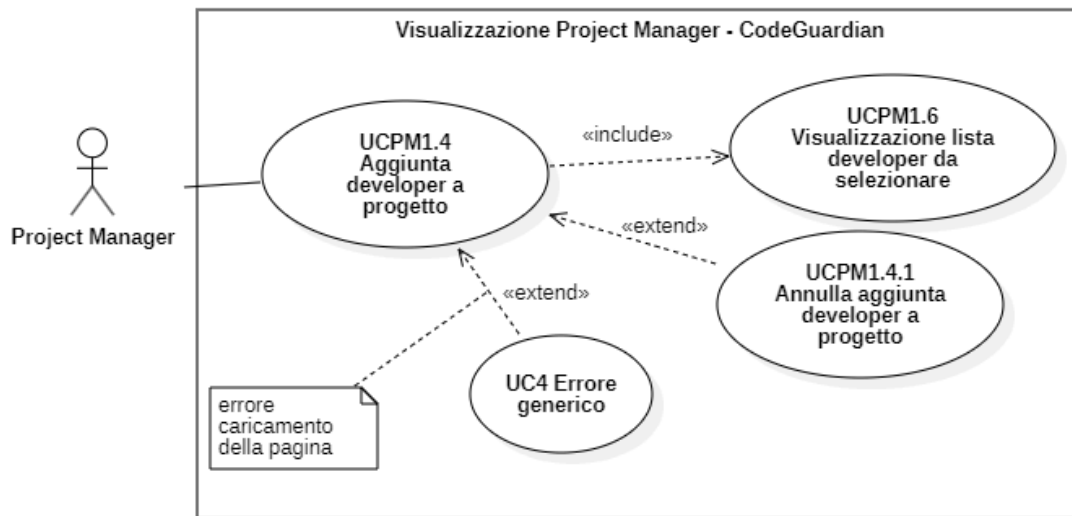 Visualizzazione Project Manager - CodeGuardian
Project Manager
UCPM1.4
Aggiunta
developer a
progetto
«include»
UCPM1.6
Visualizzazione lista
developer da
selezionare
«extend»
UCPM1.4.1
Annulla aggiunta
developer a
progetto
«extend»
UC4 Errore
generico
errore
caricamento
della pagina